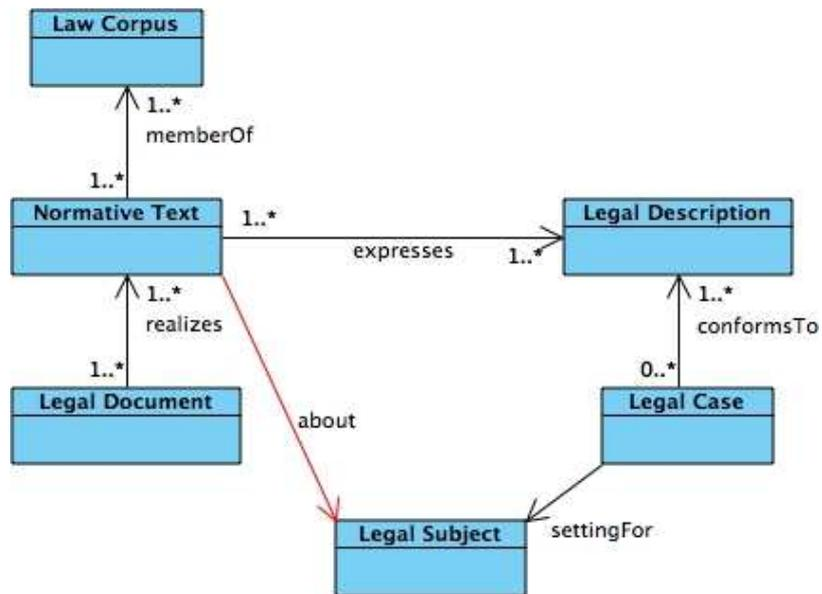 Law Corpus
1..*
memberOf
1..*
Normative Text
1..*
expresses
1..*
Legal Description
1..*
realizes
1..*
Legal Document
about
1..*
conformsTo
0..*
Legal Case
settingFor
Legal Subject